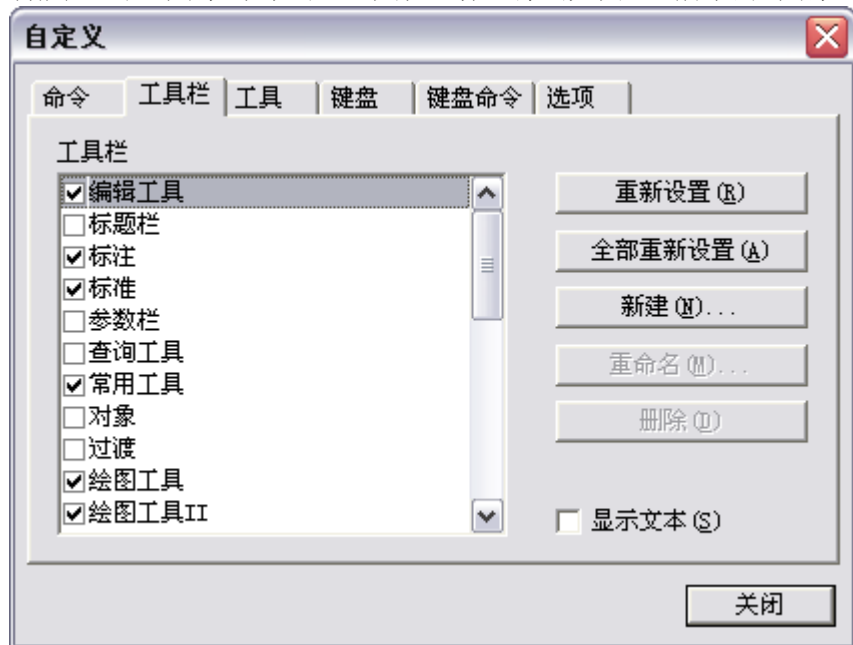 自定义
命令 工具栏 工具 键盘 键盘命令 选项
工具栏
编辑工具
标题栏
标注
标准
参数栏
查询工具
常用工具
对象
过渡
绘图工具
绘图工具II
重新设置(R)
全部重新设置(A)
新建(N)...
重命名(M)...
删除(D)
显示文本(S)
关闭